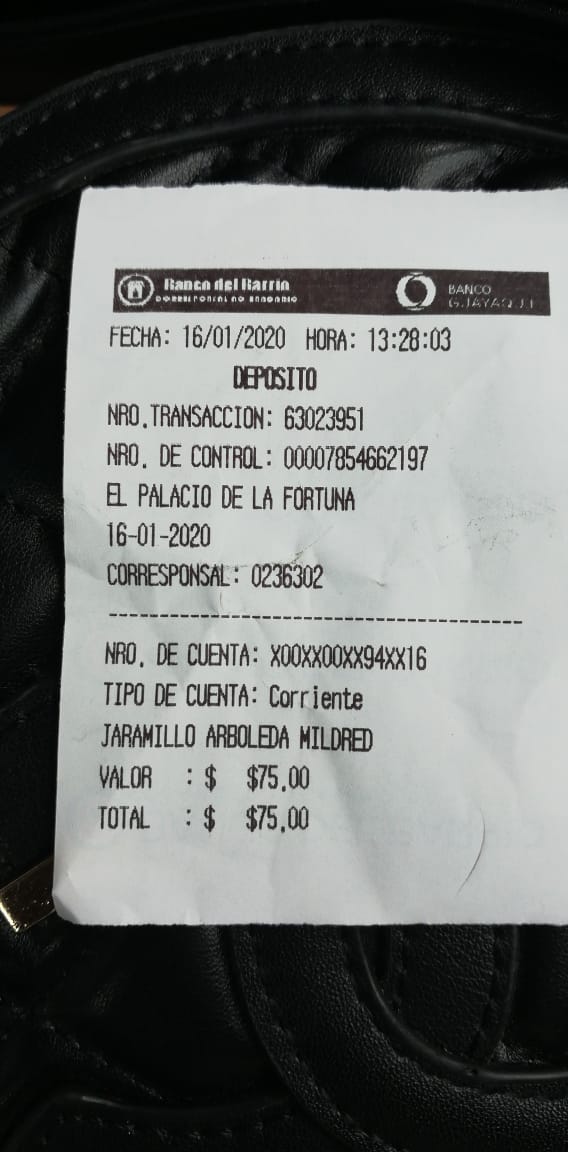 Banco del Barrio
CORRESPONSAL NO BANCARIO
BANCO
GUAYAQUIL
FECHA: 16/01/2020 HORA: 13:28:03
DEPOSITO
NRO.TRANSACCION: 63023951
NRO. DE CONTROL: 00007854662197
EL PALACIO DE LA FORTUNA
16-01-2020
CORRESPONSAL: 0236302
NRO. DE CUENTA: X00XX00XX94XX16
TIPO DE CUENTA: Corriente
JARAMILLO ARBOLEDA MILDRED
VALOR : $ $75,00
TOTAL : $ $75,00